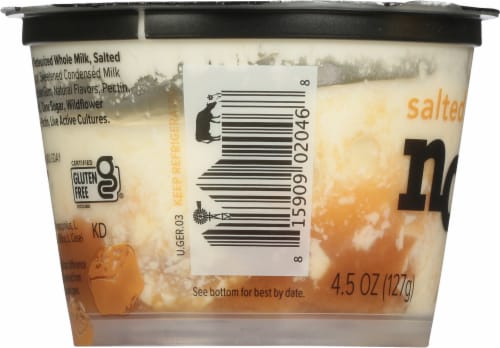 Whole Milk, Salted
Sweetened Condensed Milk
Natural Flavors, Pectin,
Cane Sugar, Wildflower
Live Active Cultures.
CERTIFIED
GLUTEN
FREE
KD
U.GER.03
KEEP REFRIGERA
8 15909 02046 8
See bottom for best by date.
salted
no
4.5 OZ (127g)